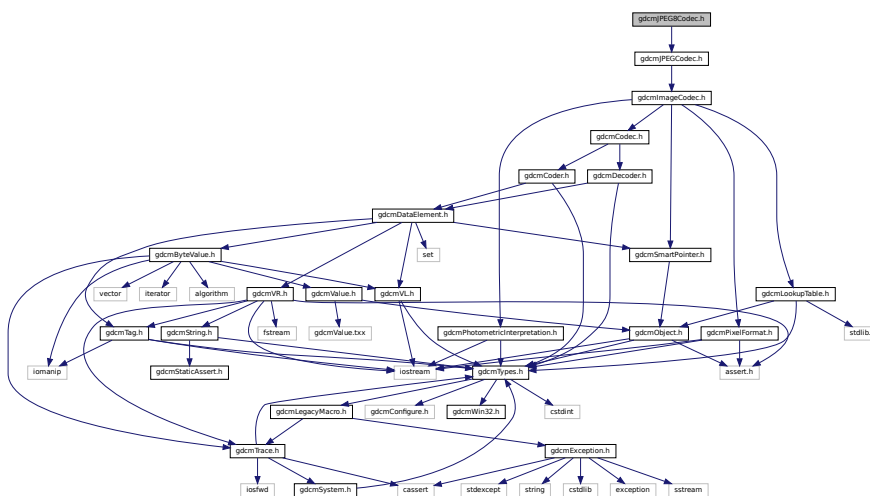 gdcmJPEG8Codec.h
gdcmJPEGCodec.h
gdcmImageCodec.h
gdcmCodec.h
gdcmCoder.h
gdcmDecoder.h
gdcmDataElement.h
gdcmByteValue.h
set
gdcmSmartPointer.h
vector
iterator
algorithm
gdcmVR.h
gdcmValue.h
gdcmVL.h
gdcmLookupTable.h
gdcmTag.h
gdcmString.h
fstream
gdcmValue.txx
gdcmPhotometricInterpretation.h
gdcmObject.h
gdcmPixelFormat.h
stdlib.
iomanip
gdcmStaticAssert.h
iostream
gdcmTypes.h
assert.h
gdcmLegacyMacro.h
gdcmConfigure.h
gdcmWin32.h
cstdint
gdcmTrace.h
gdcmException.h
iosfwd
gdcmSystem.h
cassert
stdexcept
string
cstdlib
exception
sstream